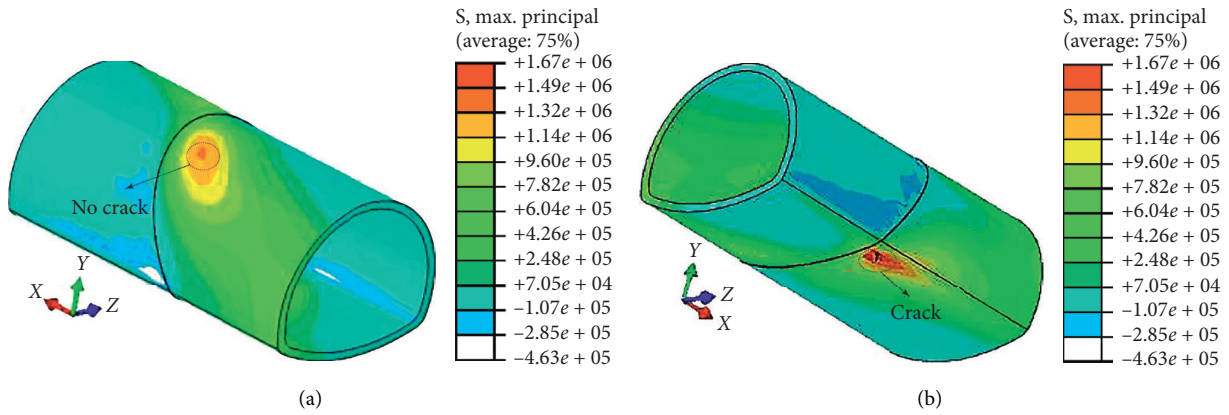 S, max. principal
(average: 75%)
+1.67e + 06
+1.49e + 06
+1.32e + 06
+1.14e + 06
+9.60e + 05
+7.82e + 05
+6.04e + 05
+4.26e + 05
+2.48e + 05
+7.05e + 04
–1.07e + 05
–2.85e + 05
–4.63e + 05
No crack
Y
X
Z
(a)
S, max. principal
(average: 75%)
+1.67e + 06
+1.49e + 06
+1.32e + 06
+1.14e + 06
+9.60e + 05
+7.82e + 05
+6.04e + 05
+4.26e + 05
+2.48e + 05
+7.05e + 04
–1.07e + 05
–2.85e + 05
–4.63e + 05
Y
Z
X
Crack
(b)